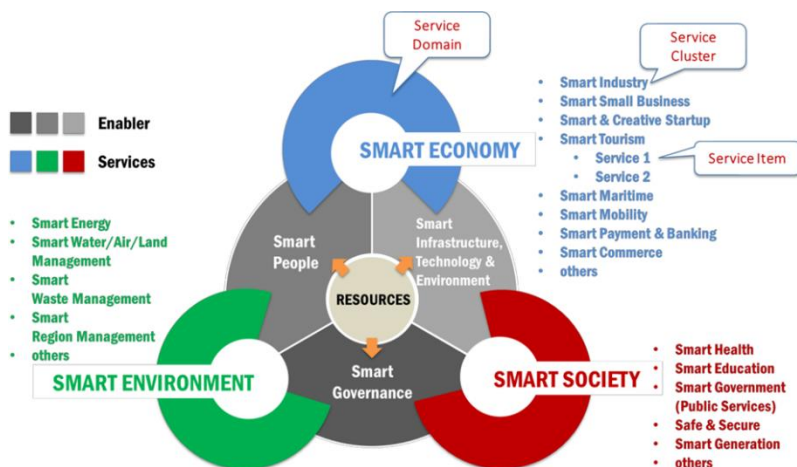 Service
Domain
Service
Cluster
Enabler
Services
SMART ECONOMY
• Smart Industry
• Smart Small Business
• Smart & Creative Startup
• Smart Tourism
• Service 1
• Service 2
• Smart Maritime
• Smart Mobility
• Smart Payment & Banking
• Smart Commerce
• others
Service Item
Smart
People
Smart
Infrastructure,
Technology &
Environment
RESOURCES
Smart
Governance
• Smart Energy
• Smart Water/Air/Land
Management
• Smart
Waste Management
• Smart
Region Management
• others
SMART ENVIRONMENT
SMART SOCIETY
• Smart Health
• Smart Education
• Smart Government
(Public Services)
• Safe & Secure
• Smart Generation
• others